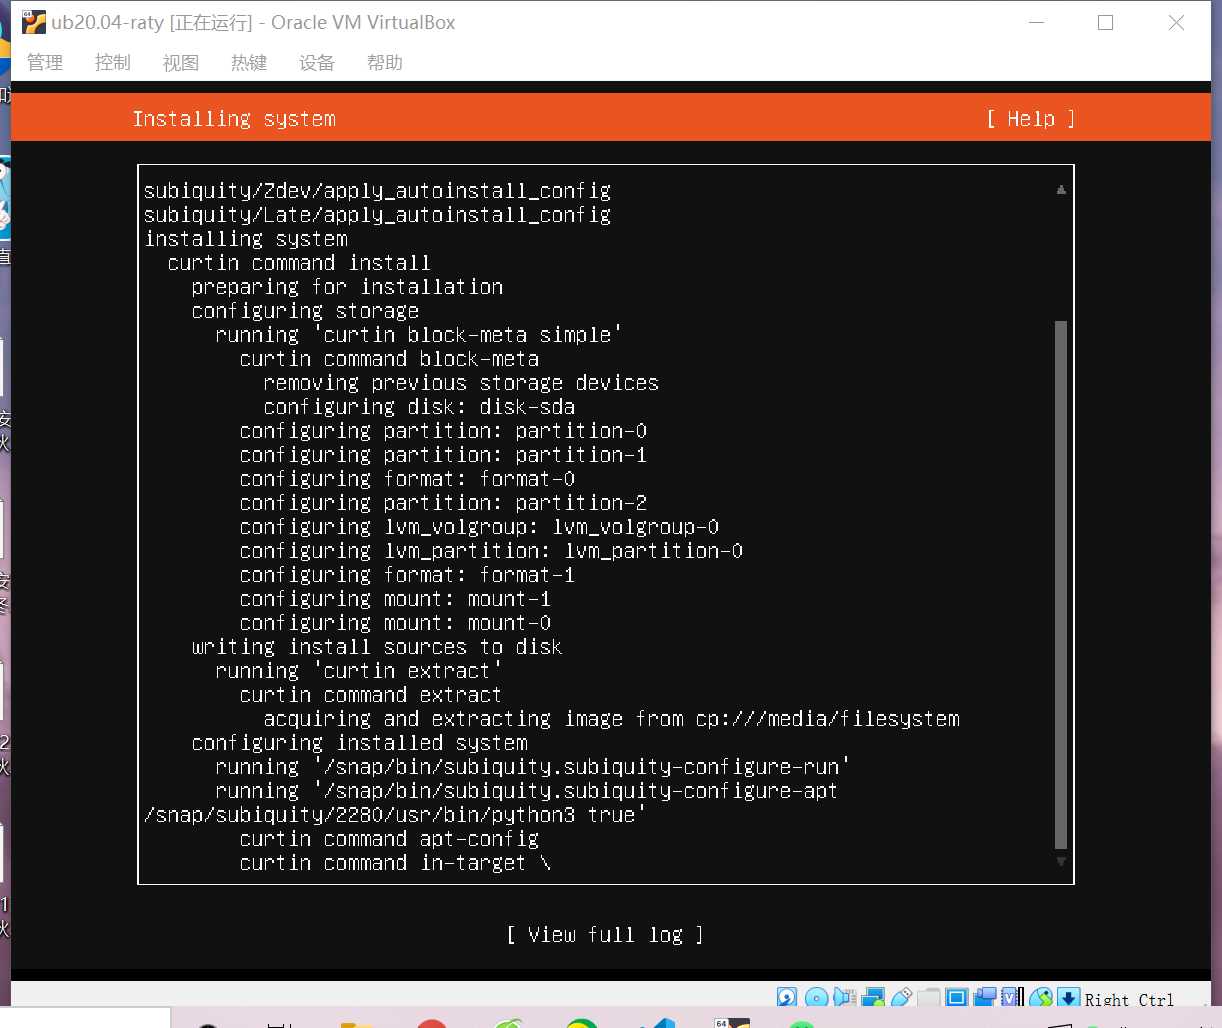 ub20.04-raty [正在运行] - Oracle VM VirtualBox
管理 控制 视图 热键 设备 帮助
Installing system [ Help ]
subiquity/Zdev/apply_autoinstall_config
subiquity/Late/apply_autoinstall_config
installing system
curtin command install
preparing for installation
configuring storage
running 'curtin block-meta simple'
curtin command block-meta
removing previous storage devices
configuring disk: disk-sda
configuring partition: partition-0
configuring partition: partition-1
configuring format: format-0
configuring partition: partition-2
configuring lvm_volgroup: lvm_volgroup-0
configuring lvm_partition: lvm_partition-0
configuring format: format-1
configuring mount: mount-1
configuring mount: mount-0
writing install sources to disk
running 'curtin extract'
curtin command extract
acquiring and extracting image from cp:///media/filesystem
configuring installed system
running '/snap/bin/subiquity.subiquity-configure-run'
running '/snap/bin/subiquity.subiquity-configure-apt
/snap/subiquity/2280/usr/bin/python3 true'
curtin command apt-config
curtin command in-target \
[ View full log ]
Right Ctrl
64